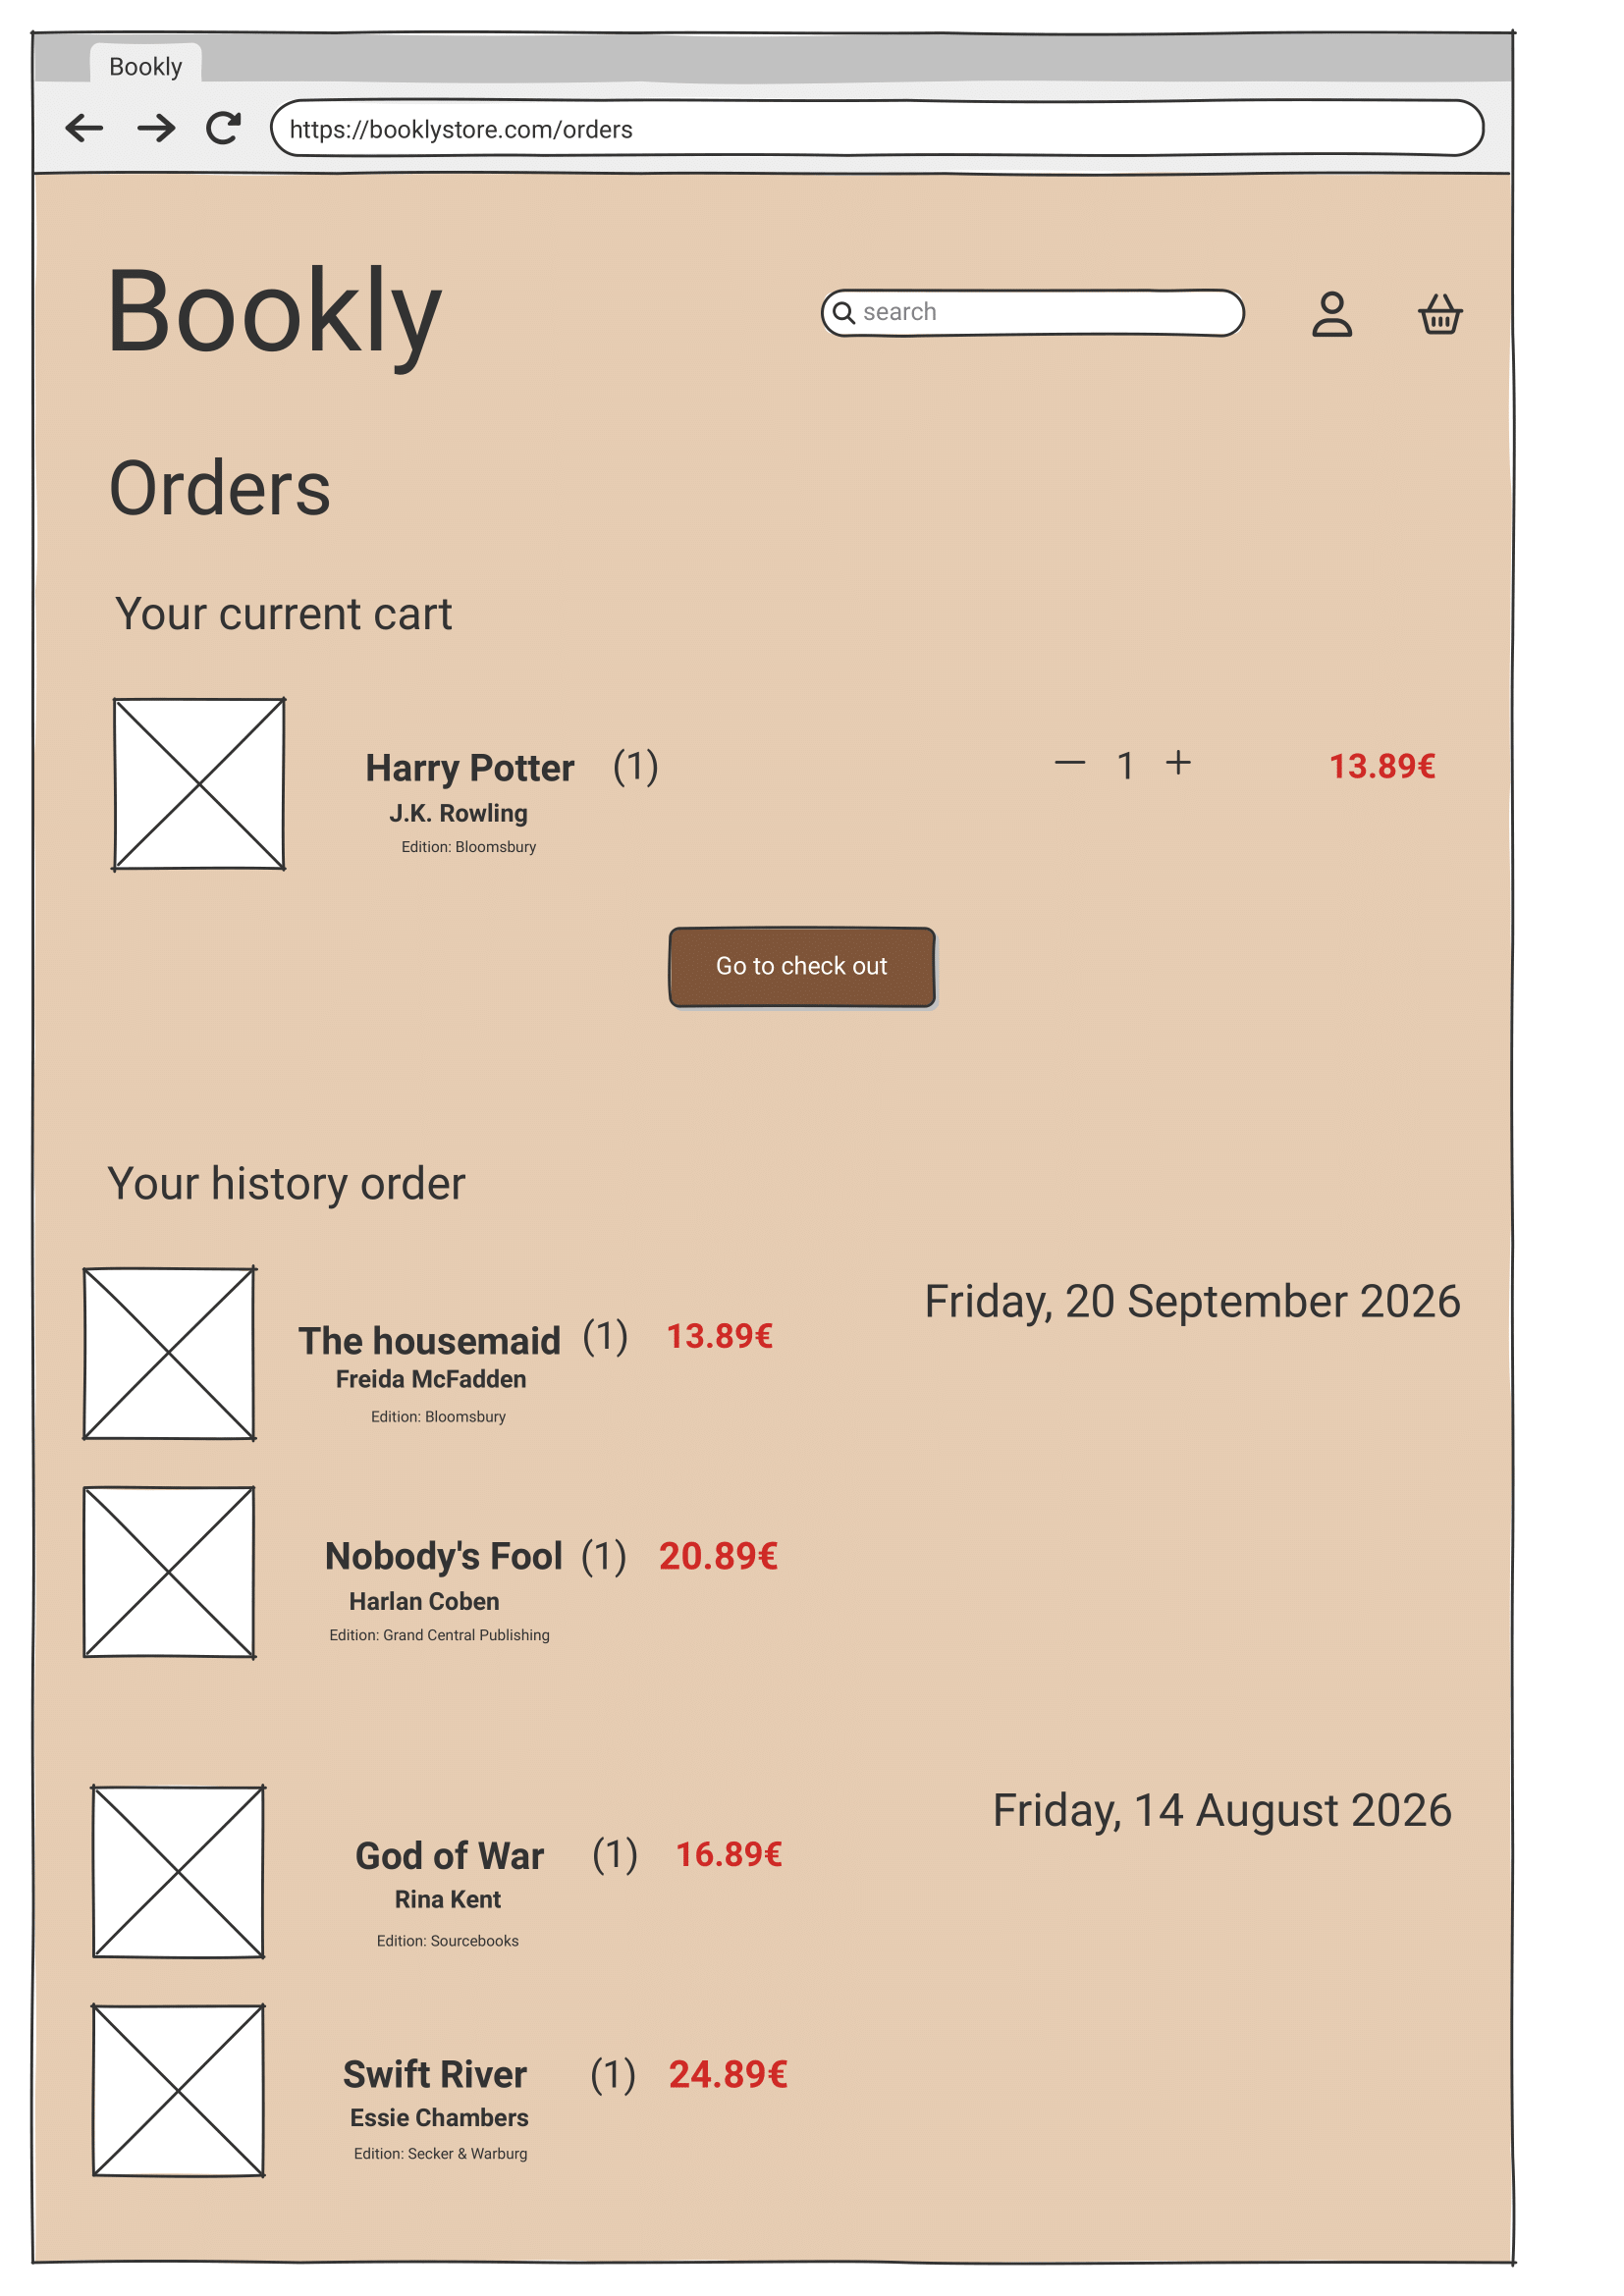 Bookly
https://booklystore.com/orders
Bookly
search
Orders
Your current cart
Harry Potter (1) — 1 + 13.89€
J.K. Rowling
Edition: Bloomsbury
Go to check out
Your history order
Friday, 20 September 2026
The housemaid (1) 13.89€
Freida McFadden
Edition: Bloomsbury
Nobody's Fool (1) 20.89€
Harlan Coben
Edition: Grand Central Publishing
Friday, 14 August 2026
God of War (1) 16.89€
Rina Kent
Edition: Sourcebooks
Swift River (1) 24.89€
Essie Chambers
Edition: Secker & Warburg